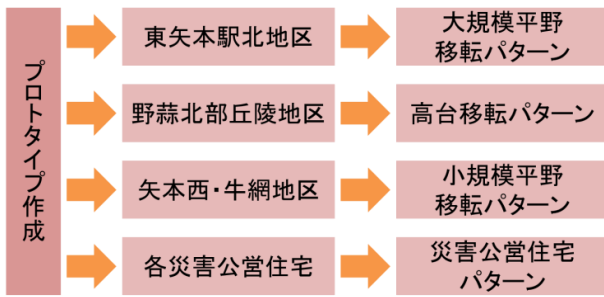 プロトタイプ作成
東矢本駅北地区
大規模平野
移転パターン
野蒜北部丘陵地区
高台移転パターン
矢本西・牛網地区
小規模平野
移転パターン
各災害公営住宅
災害公営住宅
パターン